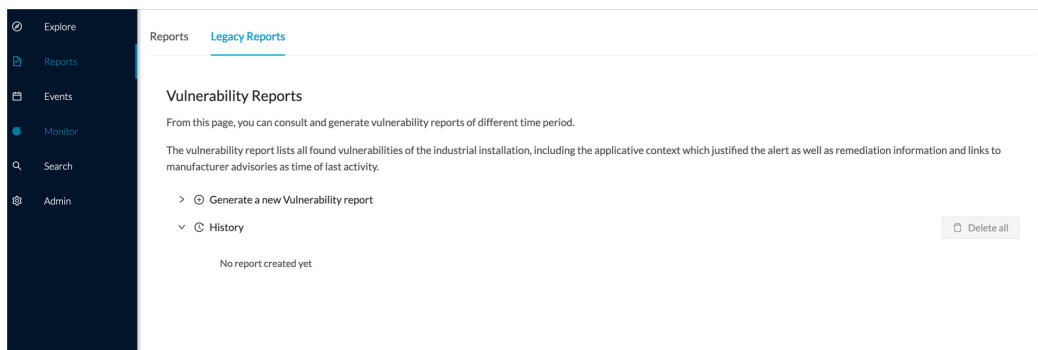 Explore
Reports
Events
Monitor
Search
Admin
Reports Legacy Reports
Vulnerability Reports
From this page, you can consult and generate vulnerability reports of different time period.
The vulnerability report lists all found vulnerabilities of the industrial installation, including the applicative context which justified the alert as well as remediation information and links to
manufacturer advisories as time of last activity.
Generate a new Vulnerability report
History
Delete all
No report created yet